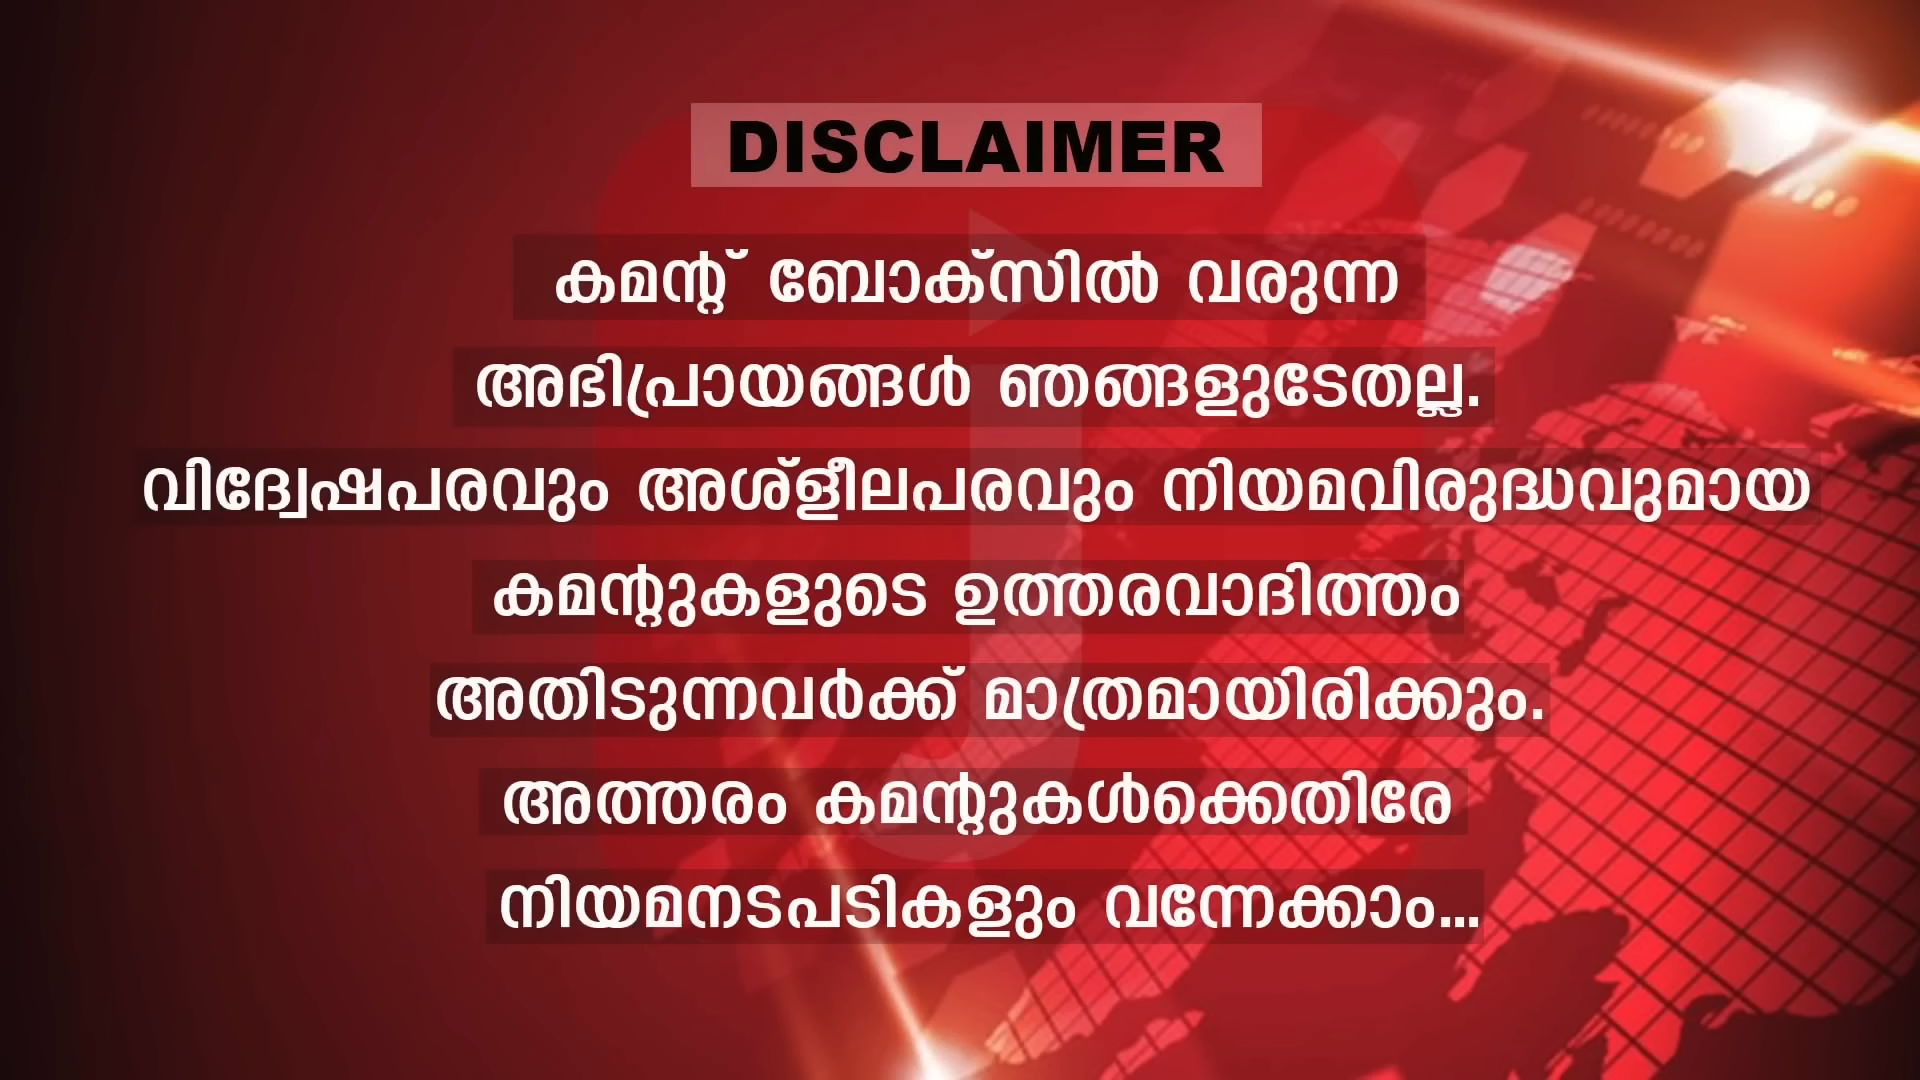 DISCLAIMER
കമന്റ് ബോക്സിൽ വരുന്ന
അഭിപ്രായങ്ങൾ ഞങ്ങളുടേതല്ല.
വിദ്വേഷപരവും അശ്ളീലപരവും നിയമവിരുദ്ധവുമായ
കമന്റുകളുടെ ഉത്തരവാദിത്തം
അതിടുന്നവർക്ക് മാത്രമായിരിക്കും.
അത്തരം കമന്റുകൾക്കെതിരേ
നിയമനടപടികളും വന്നേക്കാം...